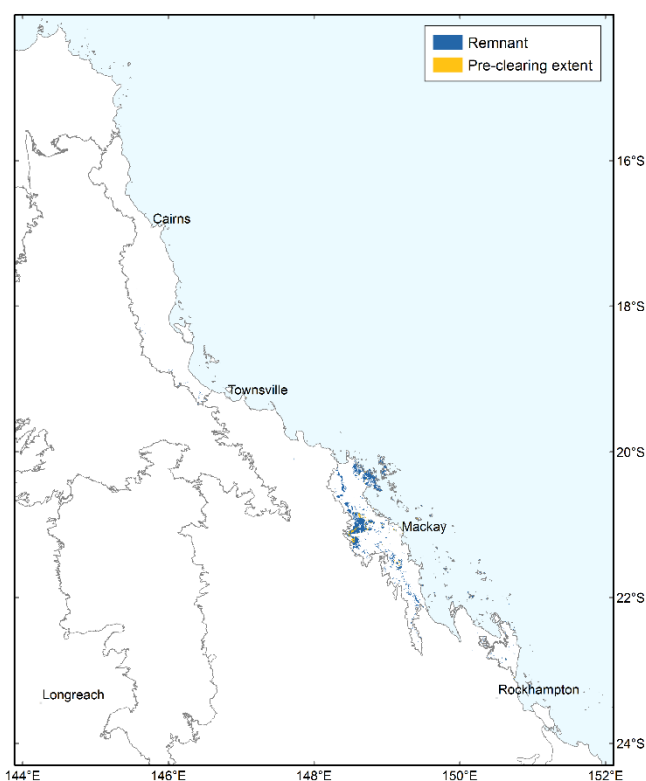 Remnant
Pre-clearing extent
16°S
Cairns
18°S
Townsville
20°S
Mackay
22°S
Rockhampton
Longreach
24°S
144°E 146°E 148°E 150°E 152°E